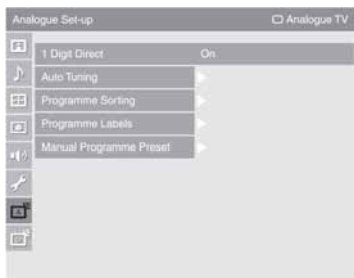 Analogue Set-up
Analogue TV
1 Digit Direct On
Auto Tuning
Programme Sorting
Programme Labels
Manual Programme Preset